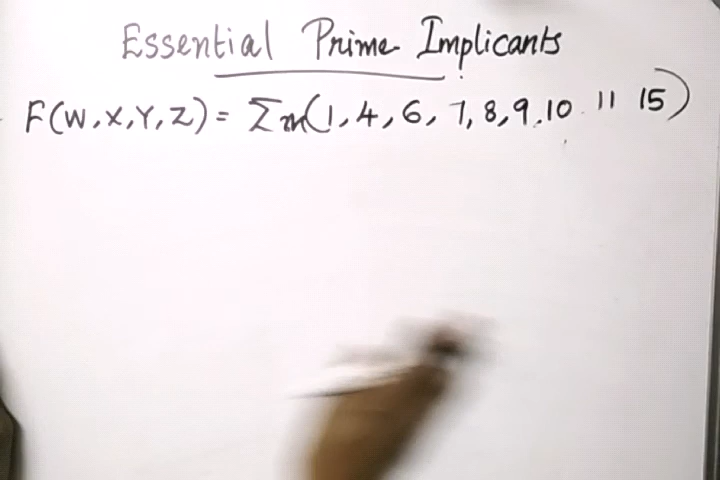 Essential Prime Implicants
F(W,X,Y,Z) = Σm(1,4,6,7,8,9,10 11 15)